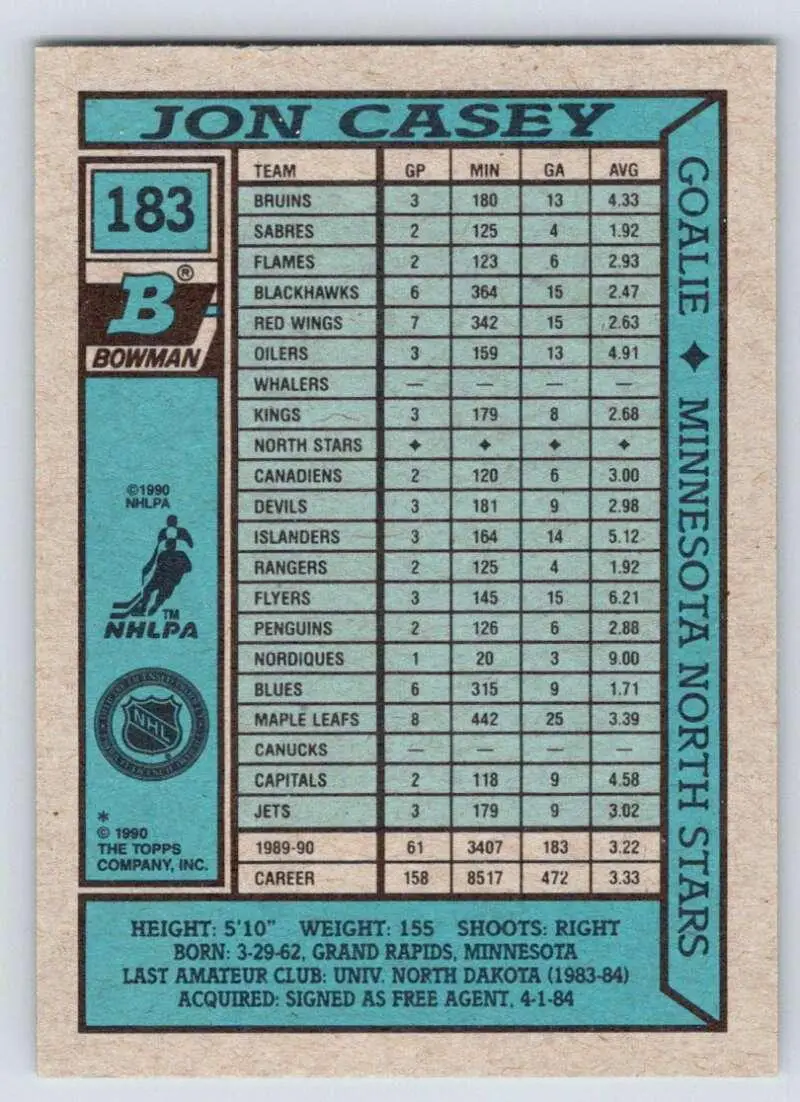 JON CASEY
183
B®
BOWMAN
©1990
NHLPA
TM
NHLPA
NHL
*
© 1990
THE TOPPS
COMPANY, INC.
TEAM GP MIN GA AVG
BRUINS 3 180 13 4.33
SABRES 2 125 4 1.92
FLAMES 2 123 6 2.93
BLACKHAWKS 6 364 15 2.47
RED WINGS 7 342 15 2.63
OILERS 3 159 13 4.91
WHALERS — — — —
KINGS 3 179 8 2.68
NORTH STARS ✦ ✦ ✦ ✦
CANADIENS 2 120 6 3.00
DEVILS 3 181 9 2.98
ISLANDERS 3 164 14 5.12
RANGERS 2 125 4 1.92
FLYERS 3 145 15 6.21
PENGUINS 2 126 6 2.88
NORDIQUES 1 20 3 9.00
BLUES 6 315 9 1.71
MAPLE LEAFS 8 442 25 3.39
CANUCKS — — — —
CAPITALS 2 118 9 4.58
JETS 3 179 9 3.02
1989-90 61 3407 183 3.22
CAREER 158 8517 472 3.33
GOALIE ✦ MINNESOTA NORTH STARS
HEIGHT: 5'10" WEIGHT: 155 SHOOTS: RIGHT
BORN: 3-29-62, GRAND RAPIDS, MINNESOTA
LAST AMATEUR CLUB: UNIV. NORTH DAKOTA (1983-84)
ACQUIRED: SIGNED AS FREE AGENT, 4-1-84